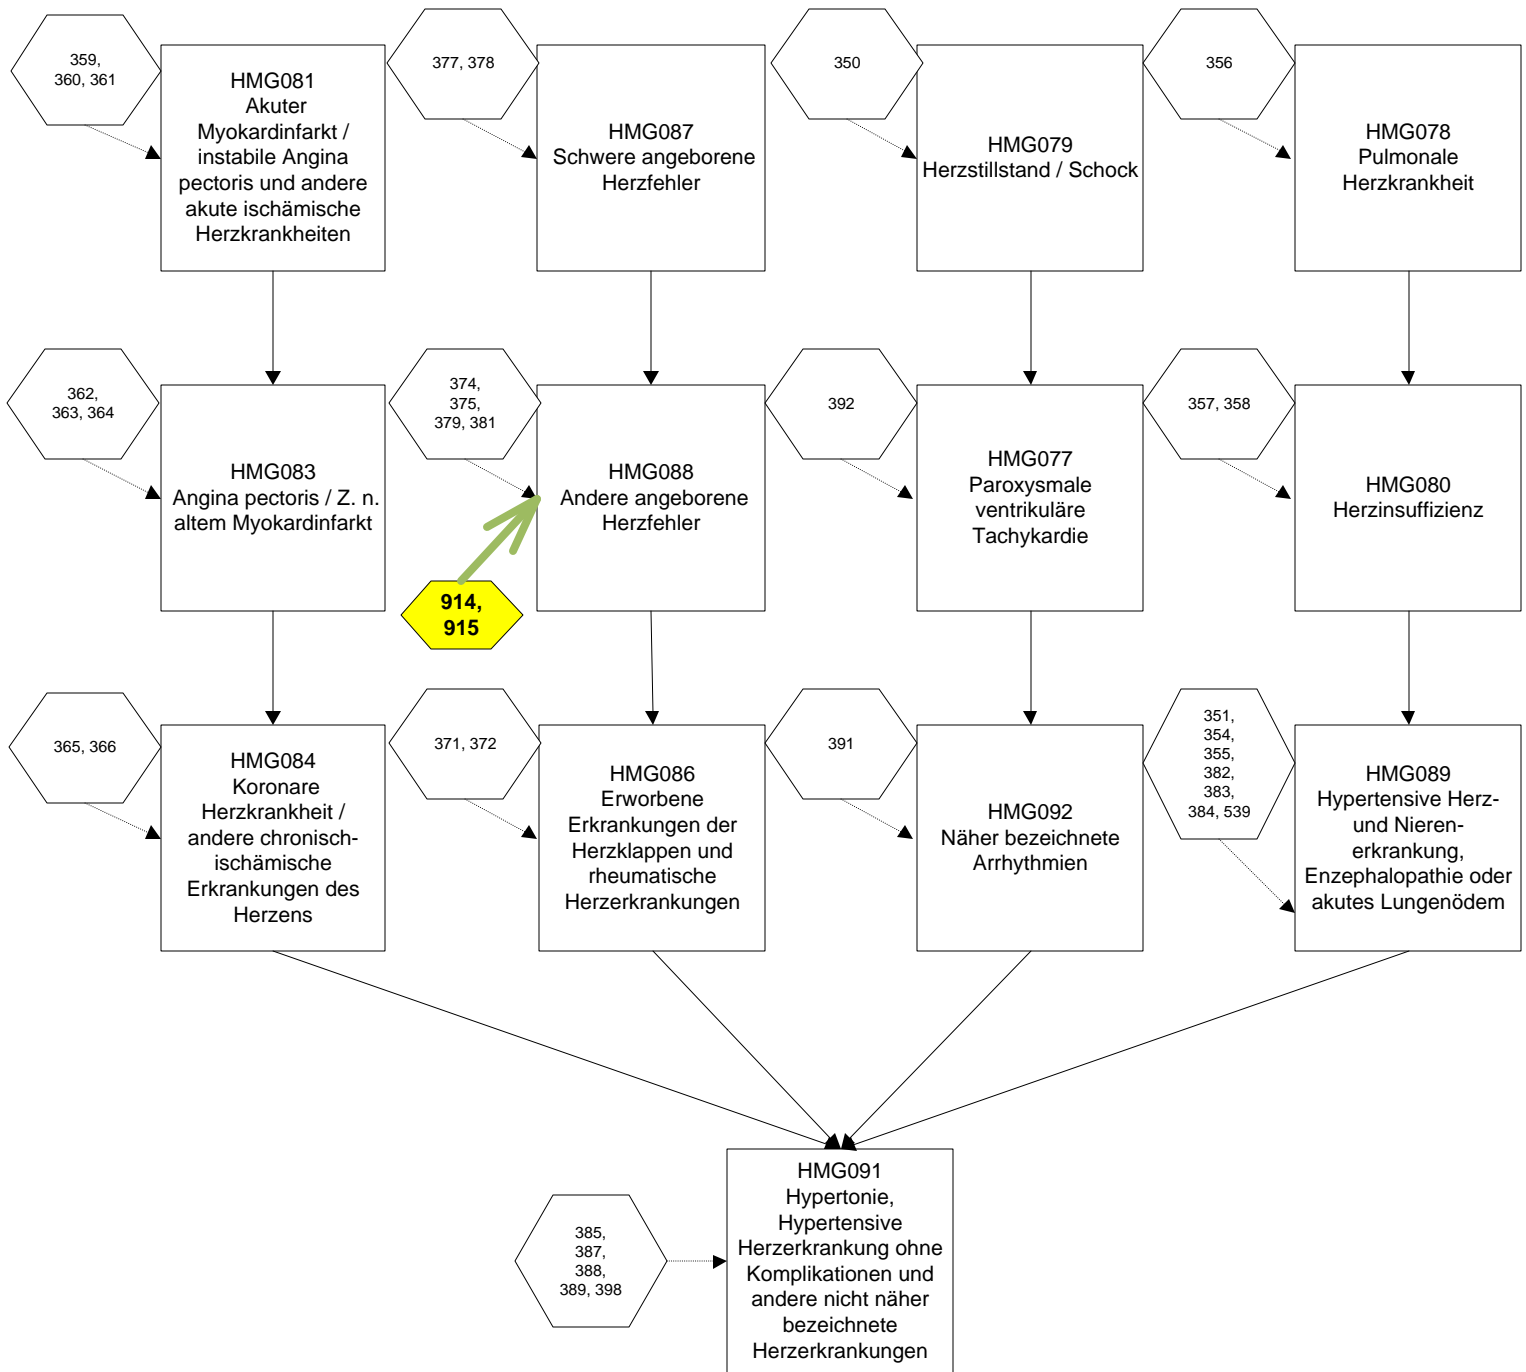 359,
360, 361
HMG081
Akuter
Myokardinfarkt /
instabile Angina
pectoris und andere
akute ischämische
Herzkrankheiten
377, 378
HMG087
Schwere angeborene
Herzfehler
350
HMG079
Herzstillstand / Schock
356
HMG078
Pulmonale
Herzkrankheit
362,
363, 364
HMG083
Angina pectoris / Z. n.
altem Myokardinfarkt
374,
375,
379, 381
HMG088
Andere angeborene
Herzfehler
914,
915
392
HMG077
Paroxysmale
ventrikuläre
Tachykardie
357, 358
HMG080
Herzinsuffizienz
365, 366
HMG084
Koronare
Herzkrankheit /
andere chronisch-
ischämische
Erkrankungen des
Herzens
371, 372
HMG086
Erworbene
Erkrankungen der
Herzklappen und
rheumatische
Herzerkrankungen
391
HMG092
Näher bezeichnete
Arrhythmien
351,
354,
355,
382,
383,
384, 539
HMG089
Hypertensive Herz-
und Nieren-
erkrankung,
Enzephalopathie oder
akutes Lungenödem
385,
387,
388,
389, 398
HMG091
Hypertonie,
Hypertensive
Herzerkrankung ohne
Komplikationen und
andere nicht näher
bezeichnete
Herzerkrankungen